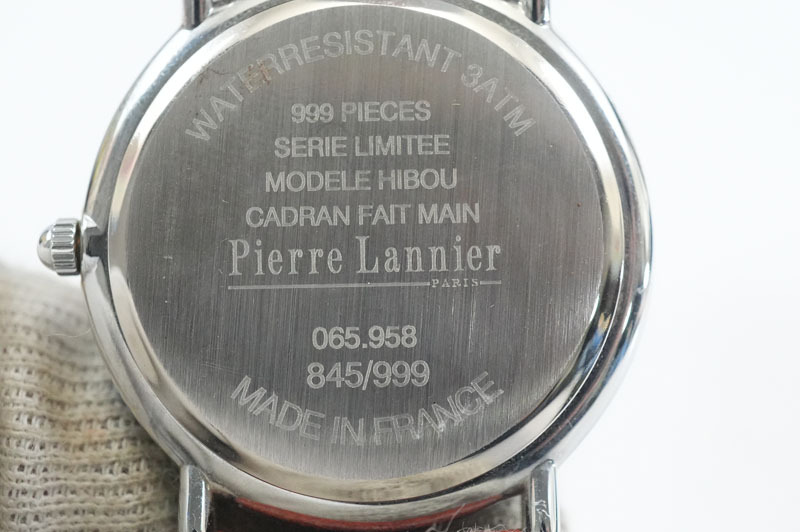 WATERRESISTANT 3ATM
999 PIECES
SERIE LIMITEE
MODELE HIBOU
CADRAN FAIT MAIN
Pierre Lannier
PARIS
065.958
845/999
MADE IN FRANCE